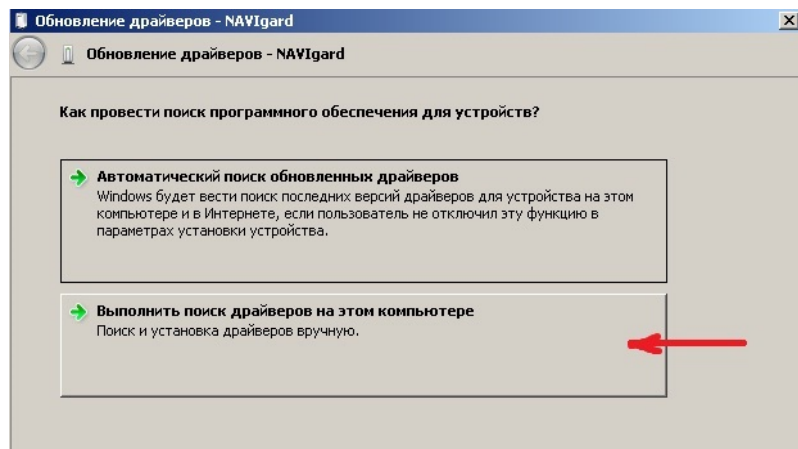 Обновление драйверов - NAVIgard
Обновление драйверов - NAVIgard
Как провести поиск программного обеспечения для устройств?
Автоматический поиск обновленных драйверов
Windows будет вести поиск последних версий драйверов для устройства на этом
компьютере и в Интернете, если пользователь не отключил эту функцию в
параметрах установки устройства.
Выполнить поиск драйверов на этом компьютере
Поиск и установка драйверов вручную.